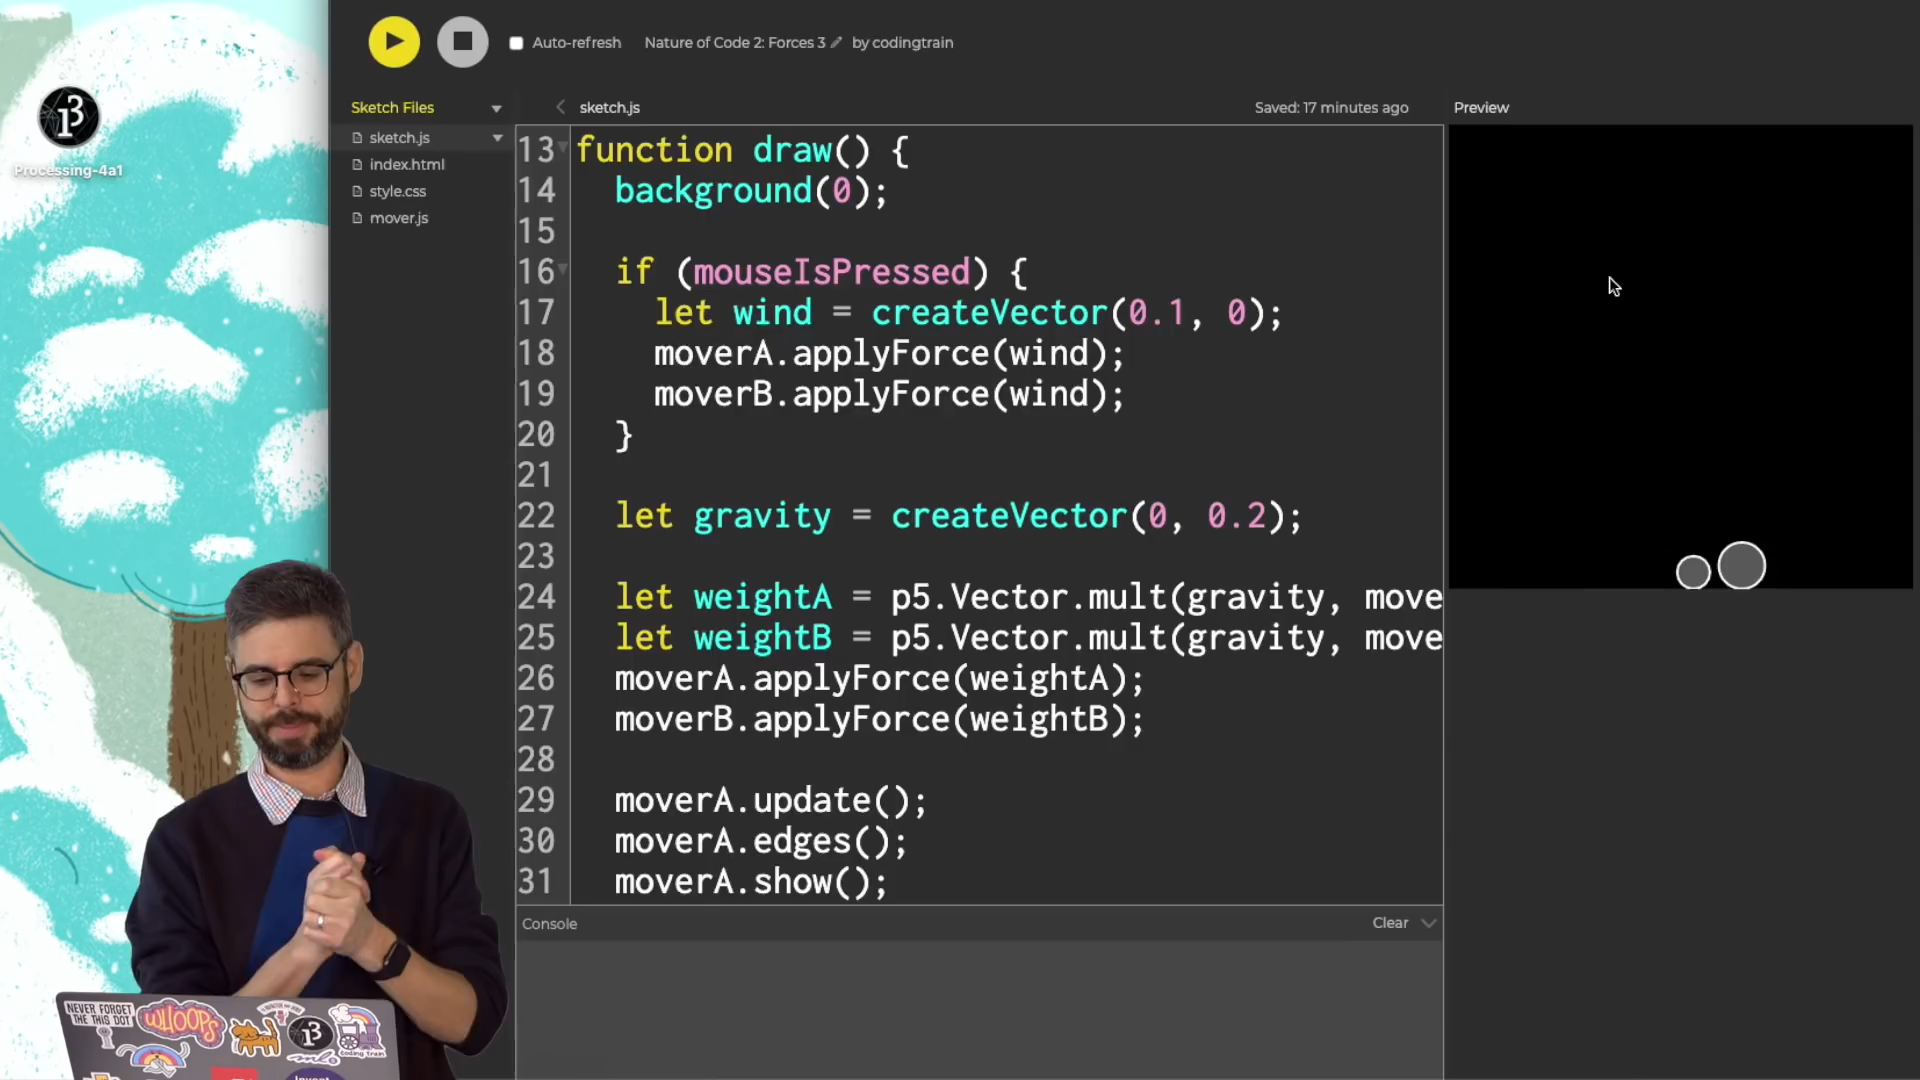 Auto-refresh
Nature of Code 2: Forces 3
by codingtrain
Sketch Files
sketch.js
Saved: 17 minutes ago
Preview
sketch.js
index.html
style.css
mover.js
Processing-4a1
13 function draw() {
14 background(0);
15
16 if (mouseIsPressed) {
17 let wind = createVector(0.1, 0);
18 moverA.applyForce(wind);
19 moverB.applyForce(wind);
20 }
21
22 let gravity = createVector(0, 0.2);
23
24 let weightA = p5.Vector.mult(gravity, move
25 let weightB = p5.Vector.mult(gravity, move
26 moverA.applyForce(weightA);
27 moverB.applyForce(weightB);
28
29 moverA.update();
30 moverA.edges();
31 moverA.show();
Console
Clear
NEVER FORGET
THE THIS DOT
WHOOPS
coding train